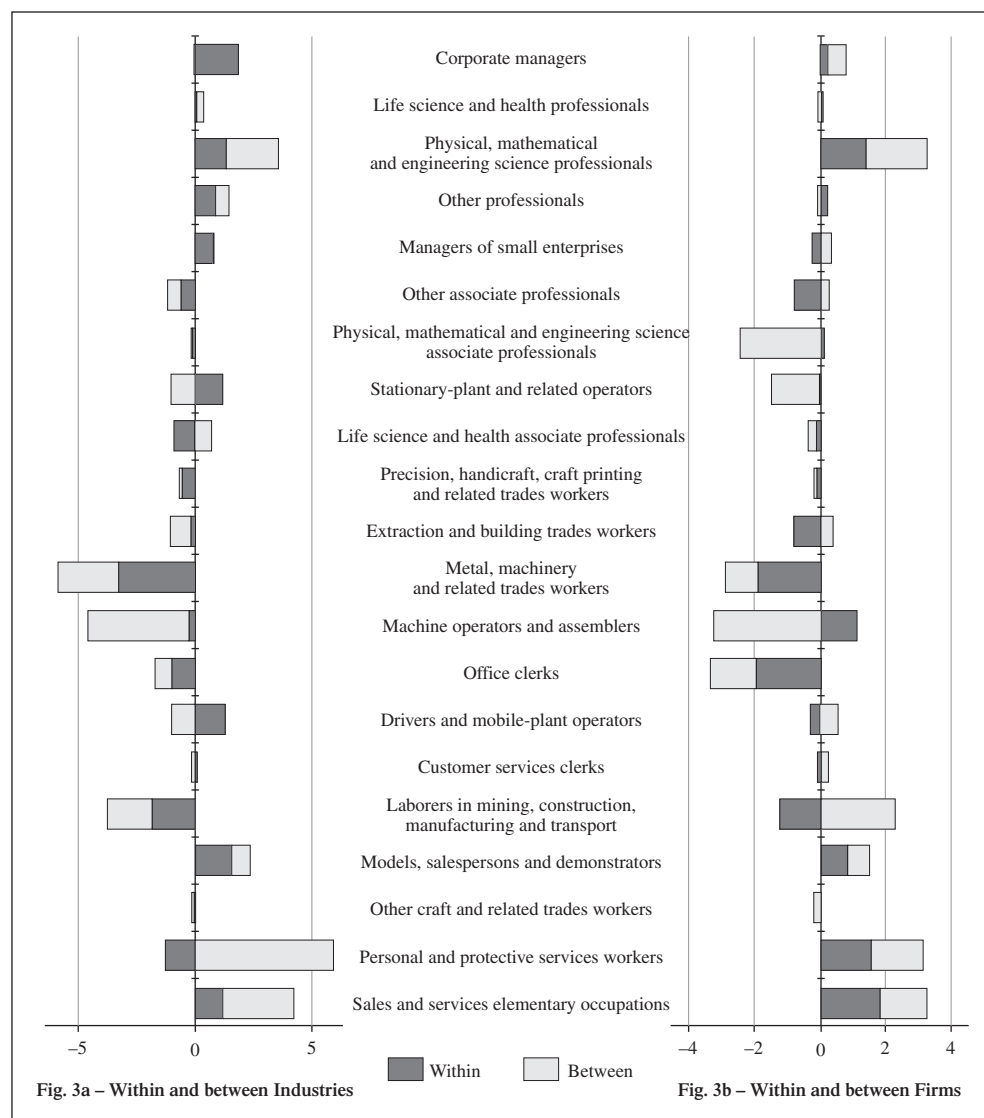 Corporate managers
Life science and health professionals
Physical, mathematical
and engineering science professionals
Other professionals
Managers of small enterprises
Other associate professionals
Physical, mathematical and engineering science
associate professionals
Stationary-plant and related operators
Life science and health associate professionals
Precision, handicraft, craft printing
and related trades workers
Extraction and building trades workers
Metal, machinery
and related trades workers
Machine operators and assemblers
Office clerks
Drivers and mobile-plant operators
Customer services clerks
Laborers in mining, construction,
manufacturing and transport
Models, salespersons and demonstrators
Other craft and related trades workers
Personal and protective services workers
Sales and services elementary occupations
–5 0 5
–4 –2 0 2 4
Within Between
Fig. 3a – Within and between Industries
Fig. 3b – Within and between Firms